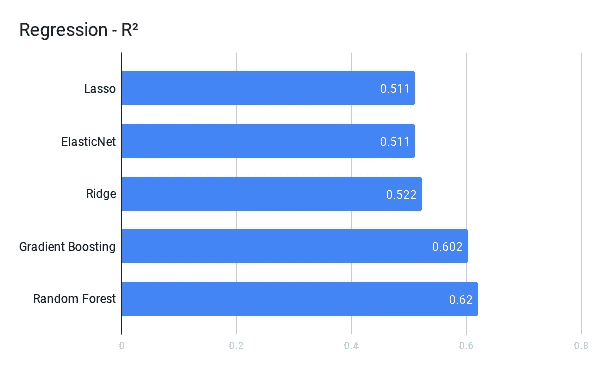 Regression - R²
Lasso 0.511
ElasticNet 0.511
Ridge 0.522
Gradient Boosting 0.602
Random Forest 0.62
0 0.2 0.4 0.6 0.8